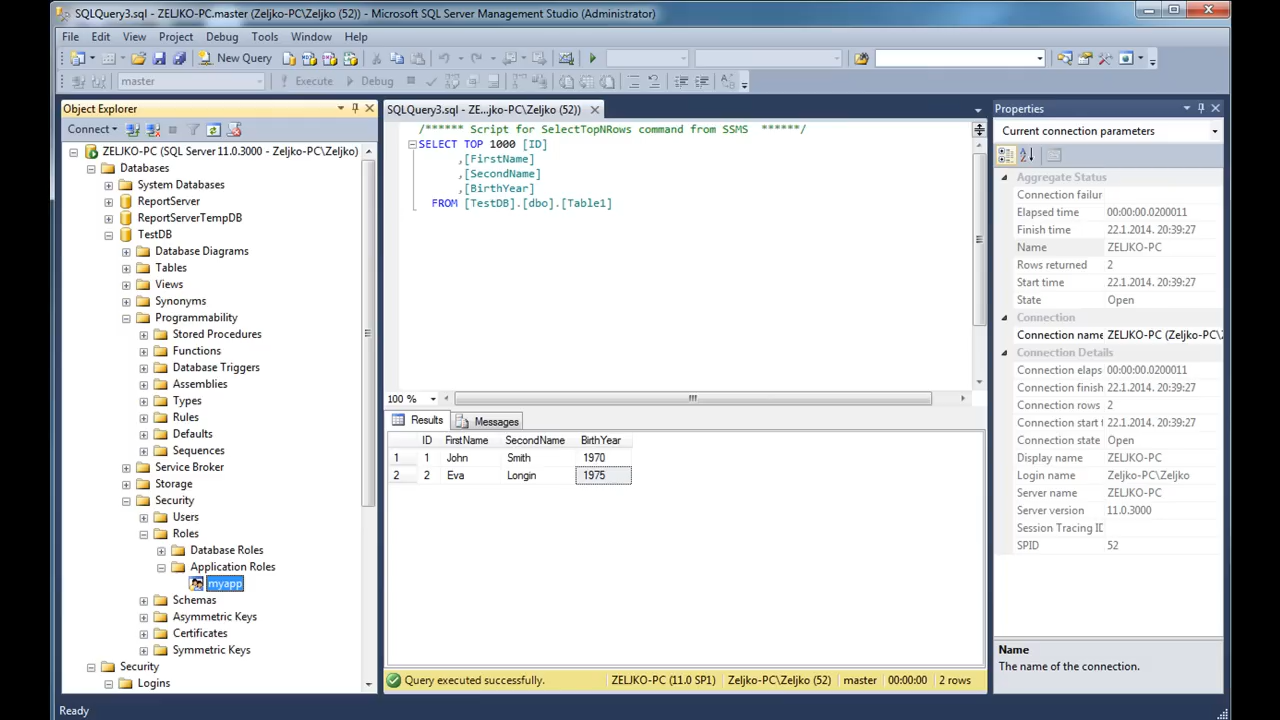 SQLQuery3.sql - ZELJKO-PC.master (Zeljko-PC\Zeljko (52))* - Microsoft SQL Server Management Studio (Administrator)
File Edit View Project Debug Tools Window Help
New Query
master Execute Debug
Object Explorer
Connect
ZELJKO-PC (SQL Server 11.0.3000 - Zeljko-PC\Zeljko)
Databases
System Databases
ReportServer
ReportServerTempDB
TestDB
Database Diagrams
Tables
Views
Synonyms
Programmability
Stored Procedures
Functions
Database Triggers
Assemblies
Types
Rules
Defaults
Sequences
Service Broker
Storage
Security
Users
Roles
Database Roles
Application Roles
myapp
Schemas
Asymmetric Keys
Certificates
Symmetric Keys
Security
Logins
SQLQuery3.sql - ZE...jko-PC\Zeljko (52))
/****** Script for SelectTopNRows command from SSMS ******/
SELECT TOP 1000 [ID]
,[FirstName]
,[SecondName]
,[BirthYear]
FROM [TestDB].[dbo].[Table1]
100 %
Results Messages
ID FirstName SecondName BirthYear
1 1 John Smith 1970
2 2 Eva Longin 1975
Query executed successfully. ZELJKO-PC (11.0 SP1) Zeljko-PC\Zeljko (52) master 00:00:00 2 rows
Properties
Current connection parameters
Aggregate Status
Connection failur
Elapsed time 00:00:00.0200011
Finish time 22.1.2014. 20:39:27
Name ZELJKO-PC
Rows returned 2
Start time 22.1.2014. 20:39:27
State Open
Connection
Connection name ZELJKO-PC (Zeljko-PC\Z
Connection Details
Connection elaps 00:00:00.0200011
Connection finish 22.1.2014. 20:39:27
Connection rows 2
Connection start t 22.1.2014. 20:39:27
Connection state Open
Display name ZELJKO-PC
Login name Zeljko-PC\Zeljko
Server name ZELJKO-PC
Server version 11.0.3000
Session Tracing ID
SPID 52
Name
The name of the connection.
Ready